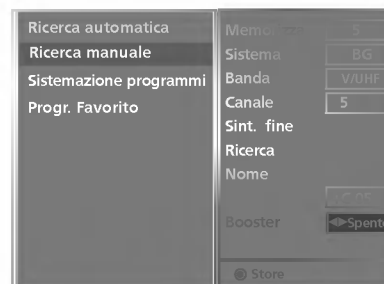 Ricerca automatica
Ricerca manuale
Sistemazione programmi
Progr. Favorito
Sistema BG
Banda V/UHF
Canale 5
Sint. fine
Ricerca
Nome
Booster Spento
Store